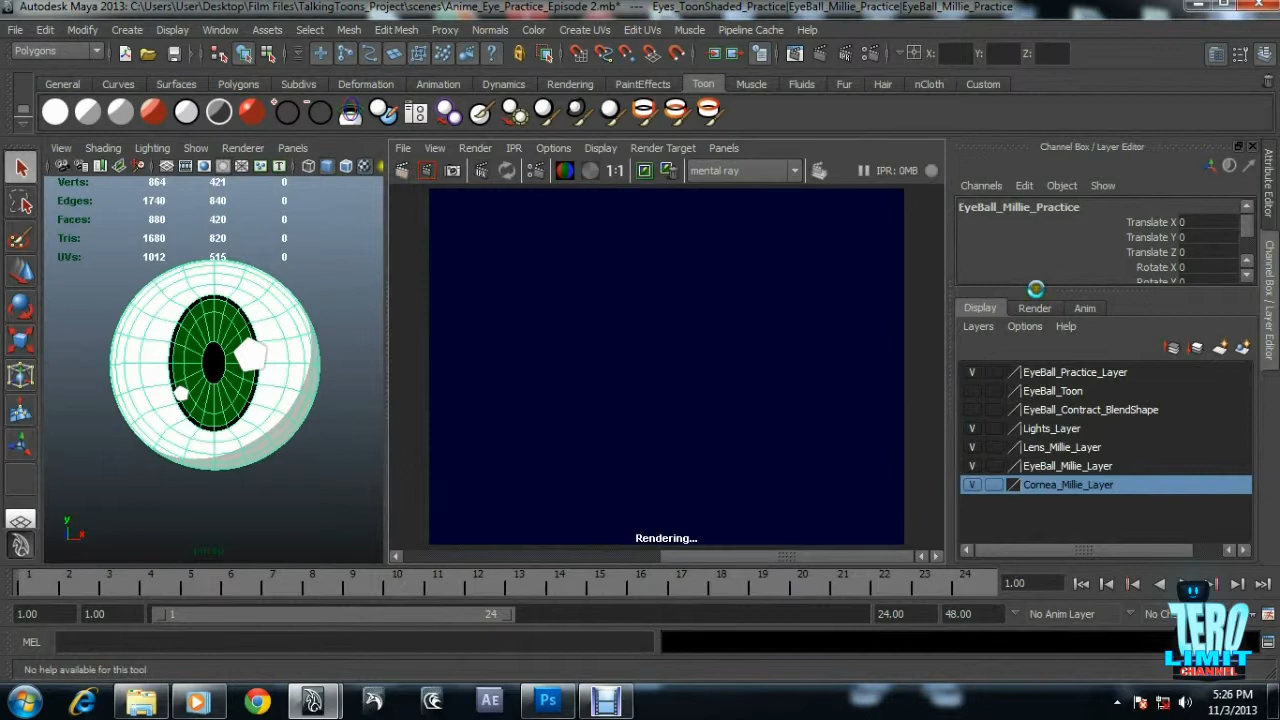 Autodesk Maya 2013: C:\Users\User\Desktop\Film Files\TalkingToons_Project\scenes\Anime_Eye_Practice_Episode 2.mb* --- Eyes_ToonShaded_Practice|EyeBall_Millie_Practice|EyeBall_Millie_Practice
File Edit Modify Create Display Window Assets Select Mesh Edit Mesh Proxy Normals Color Create UVs Edit UVs Muscle Pipeline Cache Help
Polygons X: Y: Z:
General Curves Surfaces Polygons Subdivs Deformation Animation Dynamics Rendering PaintEffects Toon Muscle Fluids Fur Hair nCloth Custom
View Shading Lighting Show Renderer Panels
File View Render IPR Options Display Render Target Panels
Channel Box / Layer Editor
1:1 mental ray IPR: 0MB
Channels Edit Object Show
Verts: 864 421 0
Edges: 1740 840 0
Faces: 880 420 0
Tris: 1680 820 0
UVs: 1012 515 0
EyeBall_Millie_Practice
Translate X 0
Translate Y 0
Translate Z 0
Rotate X 0
Rotate Y 0
Attribute Editor
Channel Box / Layer Editor
Display Render Anim
Layers Options Help
V EyeBall_Practice_Layer
EyeBall_Toon
EyeBall_Contract_BlendShape
V Lights_Layer
V Lens_Millie_Layer
V EyeBall_Millie_Layer
V Cornea_Millie_Layer
Rendering...
y
x
persp
1 2 3 4 5 6 7 8 9 10 11 12 13 14 15 16 17 18 19 20 21 22 23 24 1.00
1.00 1.00 1 24 24.00 48.00 No Anim Layer No Ch
MEL
No help available for this tool
ZERO
LIMIT
CHANNEL
Ae Ps
5:26 PM
11/3/2013